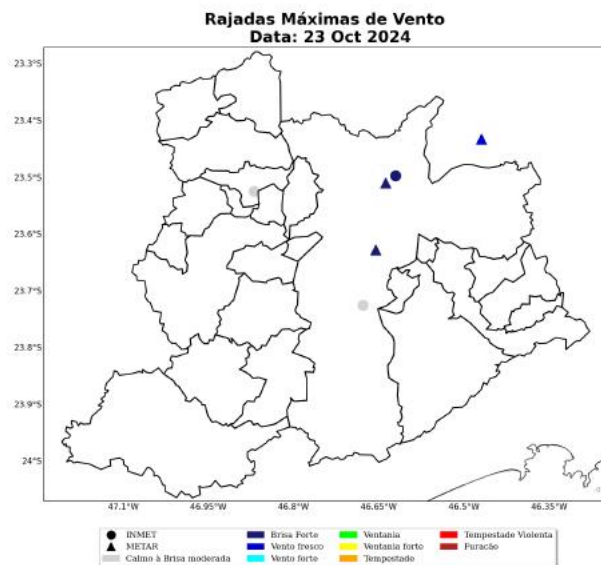 Rajadas Máximas de Vento
Data: 23 Oct 2024
23.3°S
23.4°S
23.5°S
23.6°S
23.7°S
23.8°S
23.9°S
24°S
47.1°W
46.95°W
46.8°W
46.65°W
46.5°W
46.35°W
INMET
METAR
Calmo à Brisa moderada
Brisa Forte
Vento fresco
Vento forte
Ventania
Ventania forte
Tempestade
Tempestade Violenta
Furacão